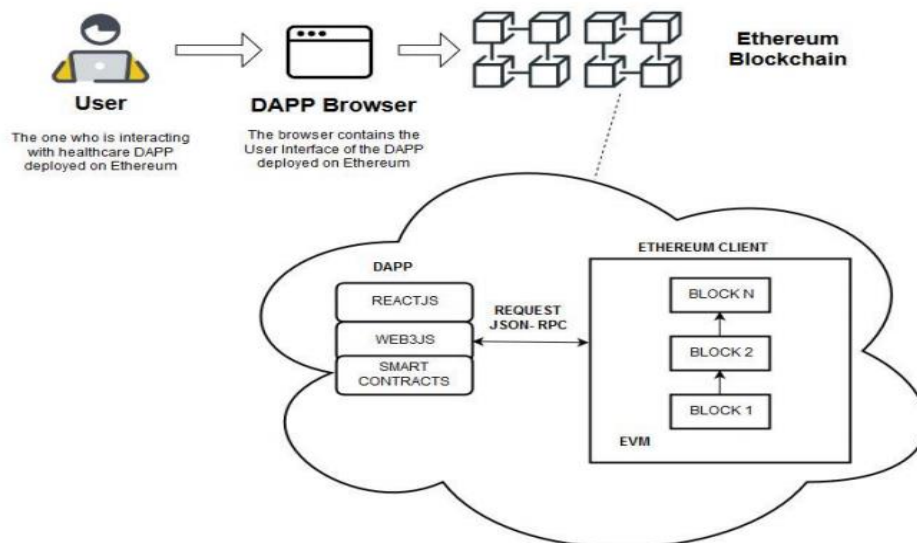 User
The one who is interacting
with healthcare DAPP
deployed on Ethereum
DAPP Browser
The browser contains the
User Interface of the DAPP
deployed on Ethereum
Ethereum
Blockchain
DAPP
REACTJS
WEB3JS
SMART
CONTRACTS
REQUEST
JSON- RPC
ETHEREUM CLIENT
BLOCK N
BLOCK 2
BLOCK 1
EVM